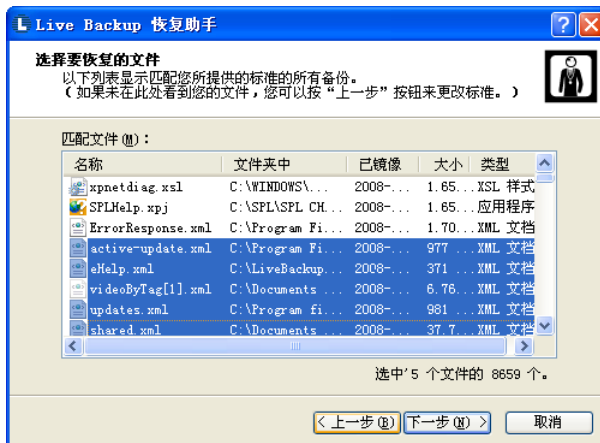 Live Backup 恢复助手
选择要恢复的文件
以下列表显示匹配您所提供的标准的所有备份。
(如果未在此处看到您的文件，您可以按“上一步”按钮来更改标准。)
匹配文件(M)：
名称 文件夹中 已镜像 大小 类型
xpnetdiag.xsl C:\WINDOWS\... 2008-... 1.65... XSL 样式
SPLHelp.xpj C:\SPL\SPL CH... 2008-... 1.65... 应用程序
ErrorResponse.xml C:\Program Fi... 2008-... 1.70... XML 文档
active-update.xml C:\Program Fi... 2008-... 977 ... XML 文档
eHelp.xml C:\LiveBackup... 2008-... 371 ... XML 文档
videoByTag[1].xml C:\Documents ... 2008-... 6.76... XML 文档
updates.xml C:\Program fi... 2008-... 981 ... XML 文档
shared.xml C:\Documents ... 2008-... 37.7... XML 文档
选中'5 个文件的 8659 个。
< 上一步(B) 下一步(N) > 取消